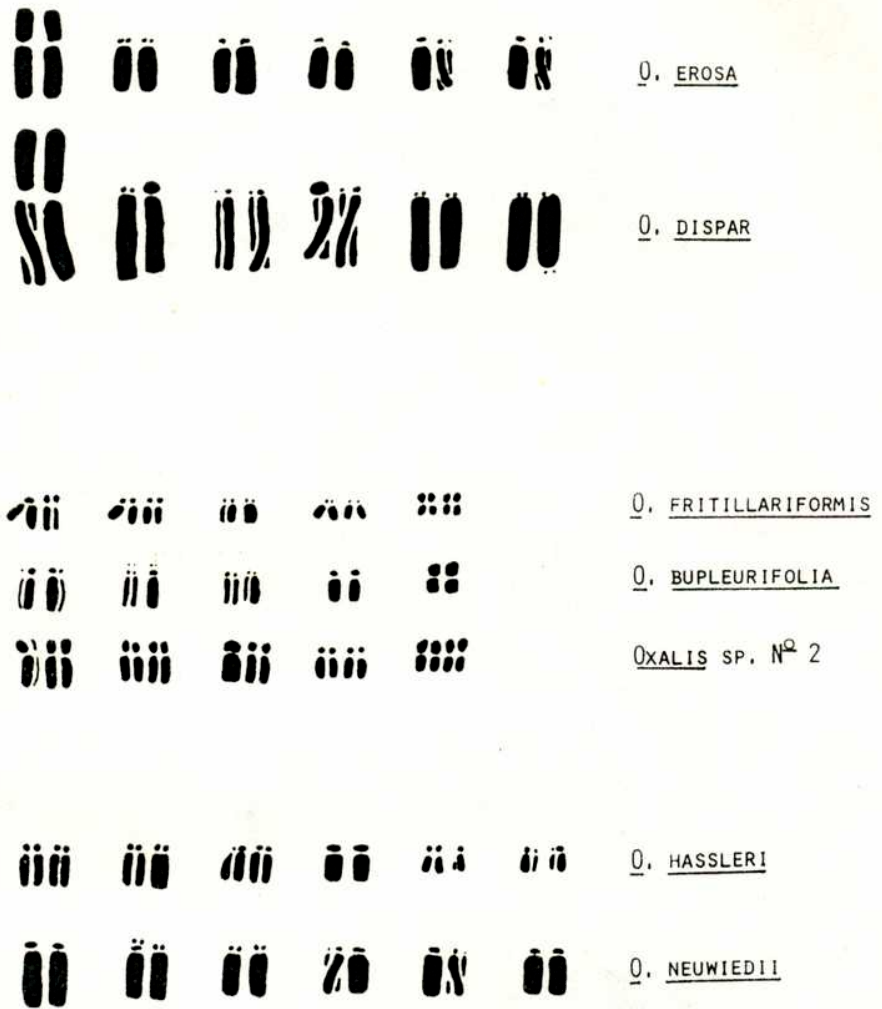 O. EROSA
O. DISPAR
O. FRITILLARIFORMIS
O. BUPLEURIFOLIA
OXALIS SP. Nº 2
O. HASSLERI
O. NEUWIEDII